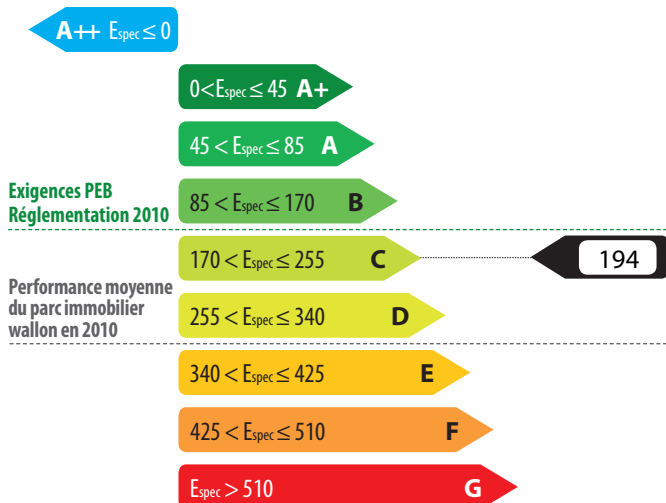 A++ Espec ≤ 0
0<Espec ≤ 45 A+
45 < Espec ≤ 85 A
Exigences PEB
Réglementation 2010
85 < Espec ≤ 170 B
170 < Espec ≤ 255 C
194
Performance moyenne
du parc immobilier
wallon en 2010
255 < Espec ≤ 340 D
340 < Espec ≤ 425 E
425 < Espec ≤ 510 F
Espec > 510 G